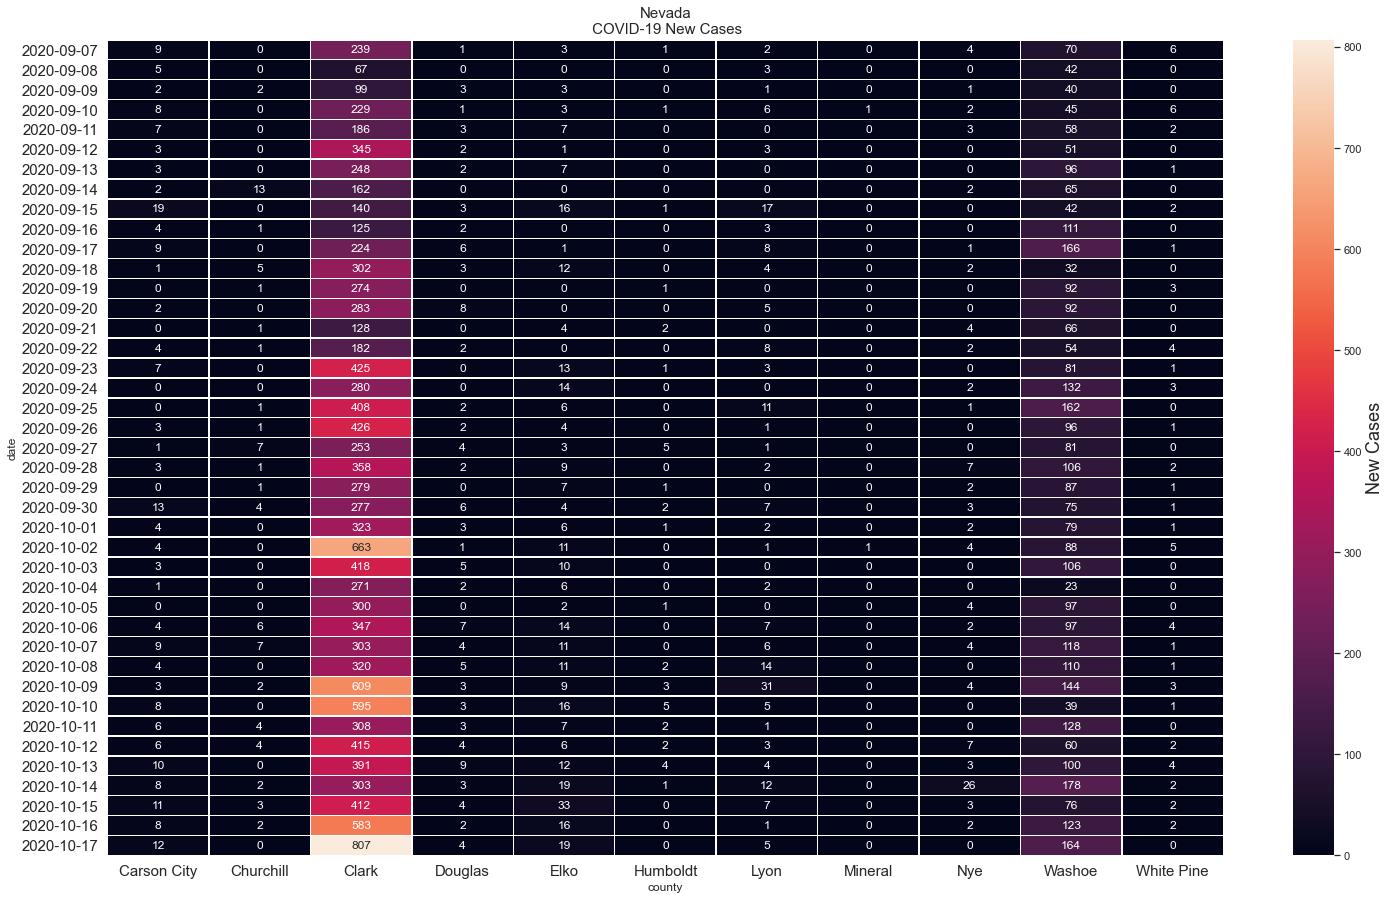 Nevada
COVID-19 New Cases
2020-09-07 9 0 239 1 3 1 2 0 4 70 6
2020-09-08 5 0 67 0 0 0 3 0 0 42 0
2020-09-09 2 2 99 3 3 0 1 0 1 40 0
2020-09-10 8 0 229 1 3 1 6 1 2 45 6
2020-09-11 7 0 186 3 7 0 0 0 3 58 2
2020-09-12 3 0 345 2 1 0 3 0 0 51 0
2020-09-13 3 0 248 2 7 0 0 0 0 96 1
2020-09-14 2 13 162 0 0 0 0 0 2 65 0
2020-09-15 19 0 140 3 16 1 17 0 0 42 2
2020-09-16 4 1 125 2 0 0 3 0 0 111 0
2020-09-17 9 0 224 6 1 0 8 0 1 166 1
2020-09-18 1 5 302 3 12 0 4 0 2 32 0
2020-09-19 0 1 274 0 0 1 0 0 0 92 3
2020-09-20 2 0 283 8 0 0 5 0 0 92 0
2020-09-21 0 1 128 0 4 2 0 0 4 66 0
2020-09-22 4 1 182 2 0 0 8 0 2 54 4
2020-09-23 7 0 425 0 13 1 3 0 0 81 1
2020-09-24 0 0 280 0 14 0 0 0 2 132 3
2020-09-25 0 1 408 2 6 0 11 0 1 162 0
2020-09-26 3 1 426 2 4 0 1 0 0 96 1
2020-09-27 1 7 253 4 3 5 1 0 0 81 0
2020-09-28 3 1 358 2 9 0 2 0 7 106 2
2020-09-29 0 1 279 0 7 1 0 0 2 87 1
2020-09-30 13 4 277 6 4 2 7 0 3 75 1
2020-10-01 4 0 323 3 6 1 2 0 2 79 1
2020-10-02 4 0 663 1 11 0 1 1 4 88 5
2020-10-03 3 0 418 5 10 0 0 0 0 106 0
2020-10-04 1 0 271 2 6 0 2 0 0 23 0
2020-10-05 0 0 300 0 2 1 0 0 4 97 0
2020-10-06 4 6 347 7 14 0 7 0 2 97 4
2020-10-07 9 7 303 4 11 0 6 0 4 118 1
2020-10-08 4 0 320 5 11 2 14 0 0 110 1
2020-10-09 3 2 609 3 9 3 31 0 4 144 3
2020-10-10 8 0 595 3 16 5 5 0 0 39 1
2020-10-11 6 4 308 3 7 2 1 0 0 128 0
2020-10-12 6 4 415 4 6 2 3 0 7 60 2
2020-10-13 10 0 391 9 12 4 4 0 3 100 4
2020-10-14 8 2 303 3 19 1 12 0 26 178 2
2020-10-15 11 3 412 4 33 0 7 0 3 76 2
2020-10-16 8 2 583 2 16 0 1 0 2 123 2
2020-10-17 12 0 807 4 19 0 5 0 0 164 0
Carson City Churchill Clark Douglas Elko Humboldt Lyon Mineral Nye Washoe White Pine
county
date
800
700
600
500
400
300
200
100
0
New Cases